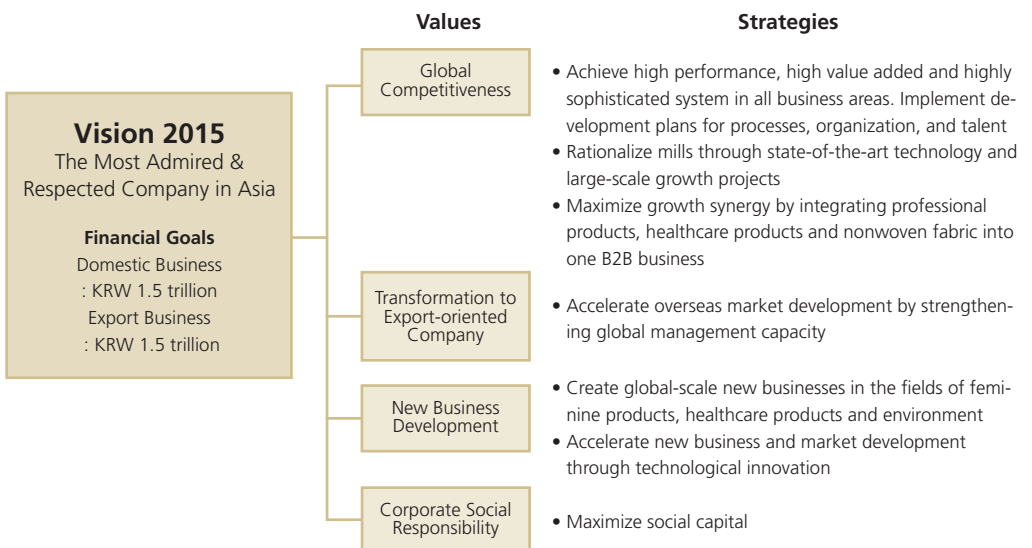 Values
Strategies
Vision 2015
The Most Admired &
Respected Company in Asia
Financial Goals
Domestic Business
: KRW 1.5 trillion
Export Business
: KRW 1.5 trillion
Global
Competitiveness
• Achieve high performance, high value added and highly
sophisticated system in all business areas. Implement de-
velopment plans for processes, organization, and talent
• Rationalize mills through state-of-the-art technology and
large-scale growth projects
• Maximize growth synergy by integrating professional
products, healthcare products and nonwoven fabric into
one B2B business
Transformation to
Export-oriented
Company
• Accelerate overseas market development by strengthen-
ing global management capacity
New Business
Development
• Create global-scale new businesses in the fields of femi-
nine products, healthcare products and environment
• Accelerate new business and market development
through technological innovation
Corporate Social
Responsibility
• Maximize social capital